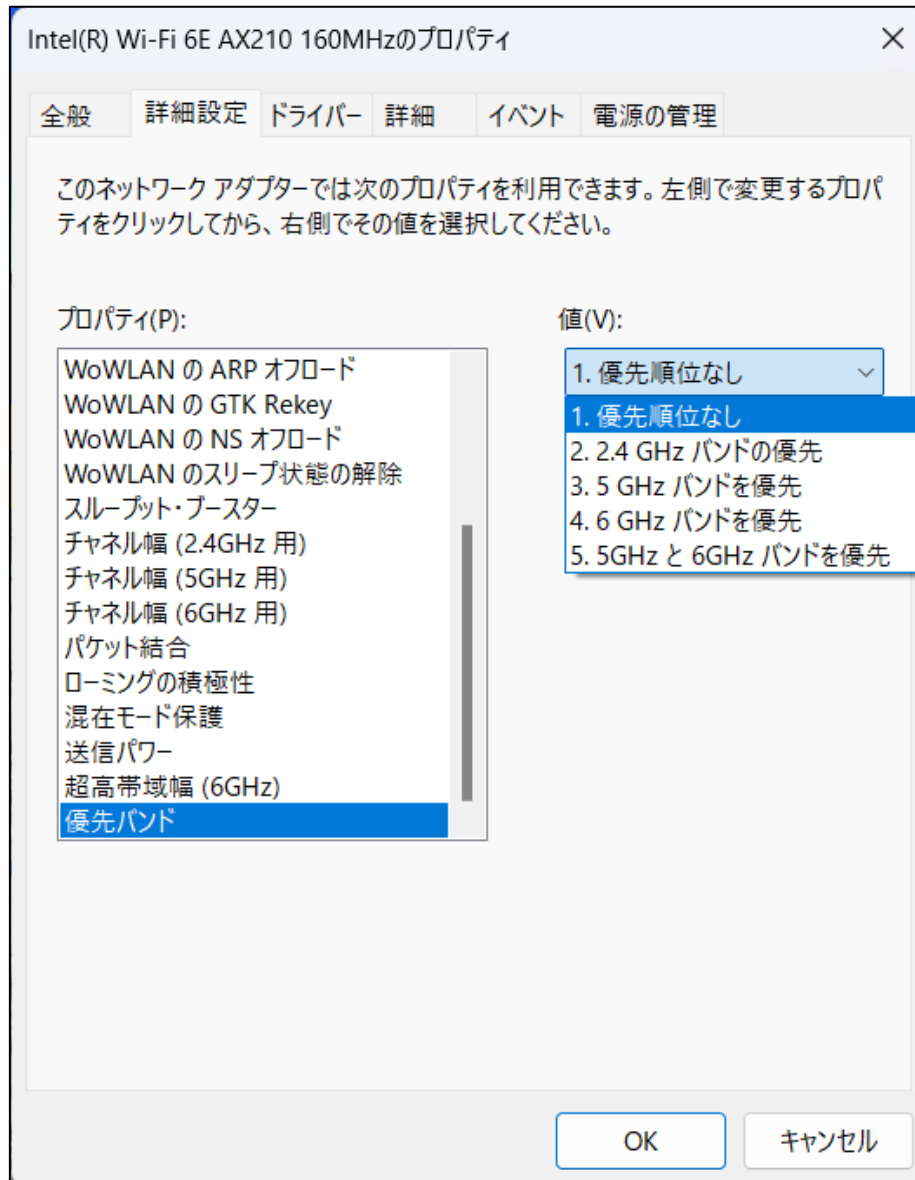 Intel(R) Wi-Fi 6E AX210 160MHzのプロパティ
全般 詳細設定 ドライバー 詳細 イベント 電源の管理
このネットワーク アダプターでは次のプロパティを利用できます。左側で変更するプロパ
ティをクリックしてから、右側でその値を選択してください。
プロパティ(P):
WoWLAN の ARP オフロード
WoWLAN の GTK Rekey
WoWLAN の NS オフロード
WoWLAN のスリープ状態の解除
スループット・ブースター
チャネル幅 (2.4GHz 用)
チャネル幅 (5GHz 用)
チャネル幅 (6GHz 用)
パケット結合
ローミングの積極性
混在モード保護
送信パワー
超高帯域幅 (6GHz)
優先バンド
値(V):
1. 優先順位なし
1. 優先順位なし
2. 2.4 GHz バンドの優先
3. 5 GHz バンドを優先
4. 6 GHz バンドを優先
5. 5GHz と 6GHz バンドを優先
OK キャンセル